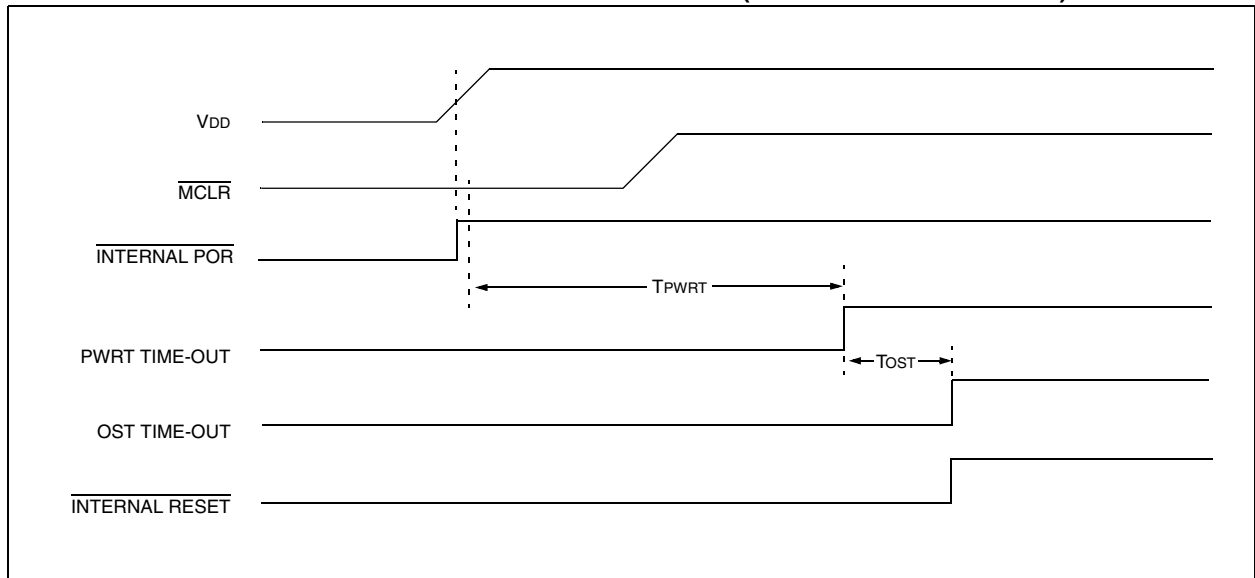 VDD
MCLR
INTERNAL POR
TPWRT
PWRT TIME-OUT
TOST
OST TIME-OUT
INTERNAL RESET